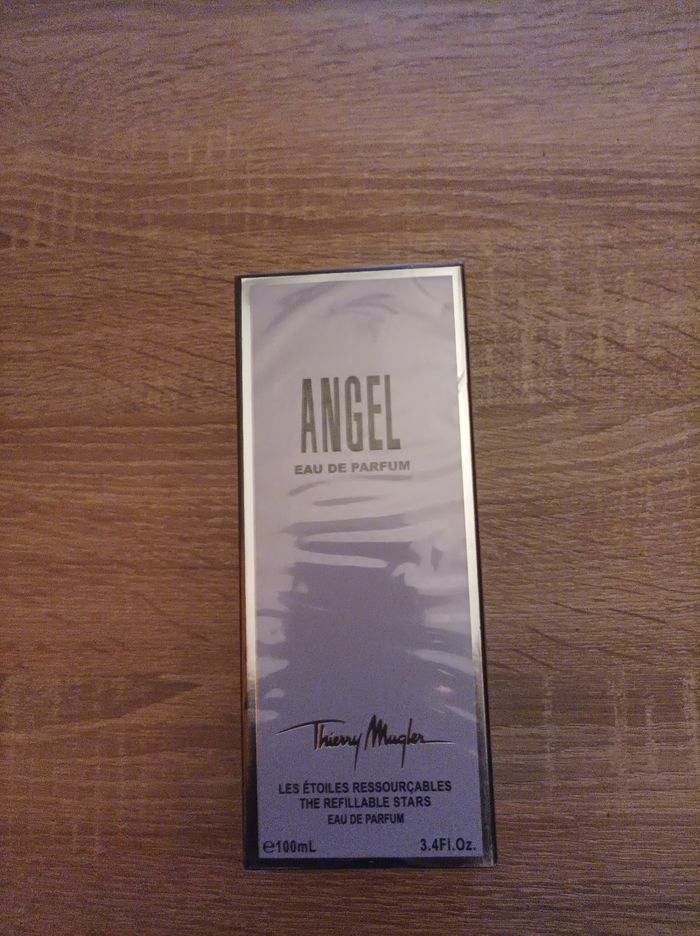 ANGEL
EAU DE PARFUM
Thierry Mugler
LES ÉTOILES RESSOURÇABLES
THE REFILLABLE STARS
EAU DE PARFUM
℮100mL 3.4Fl.Oz.